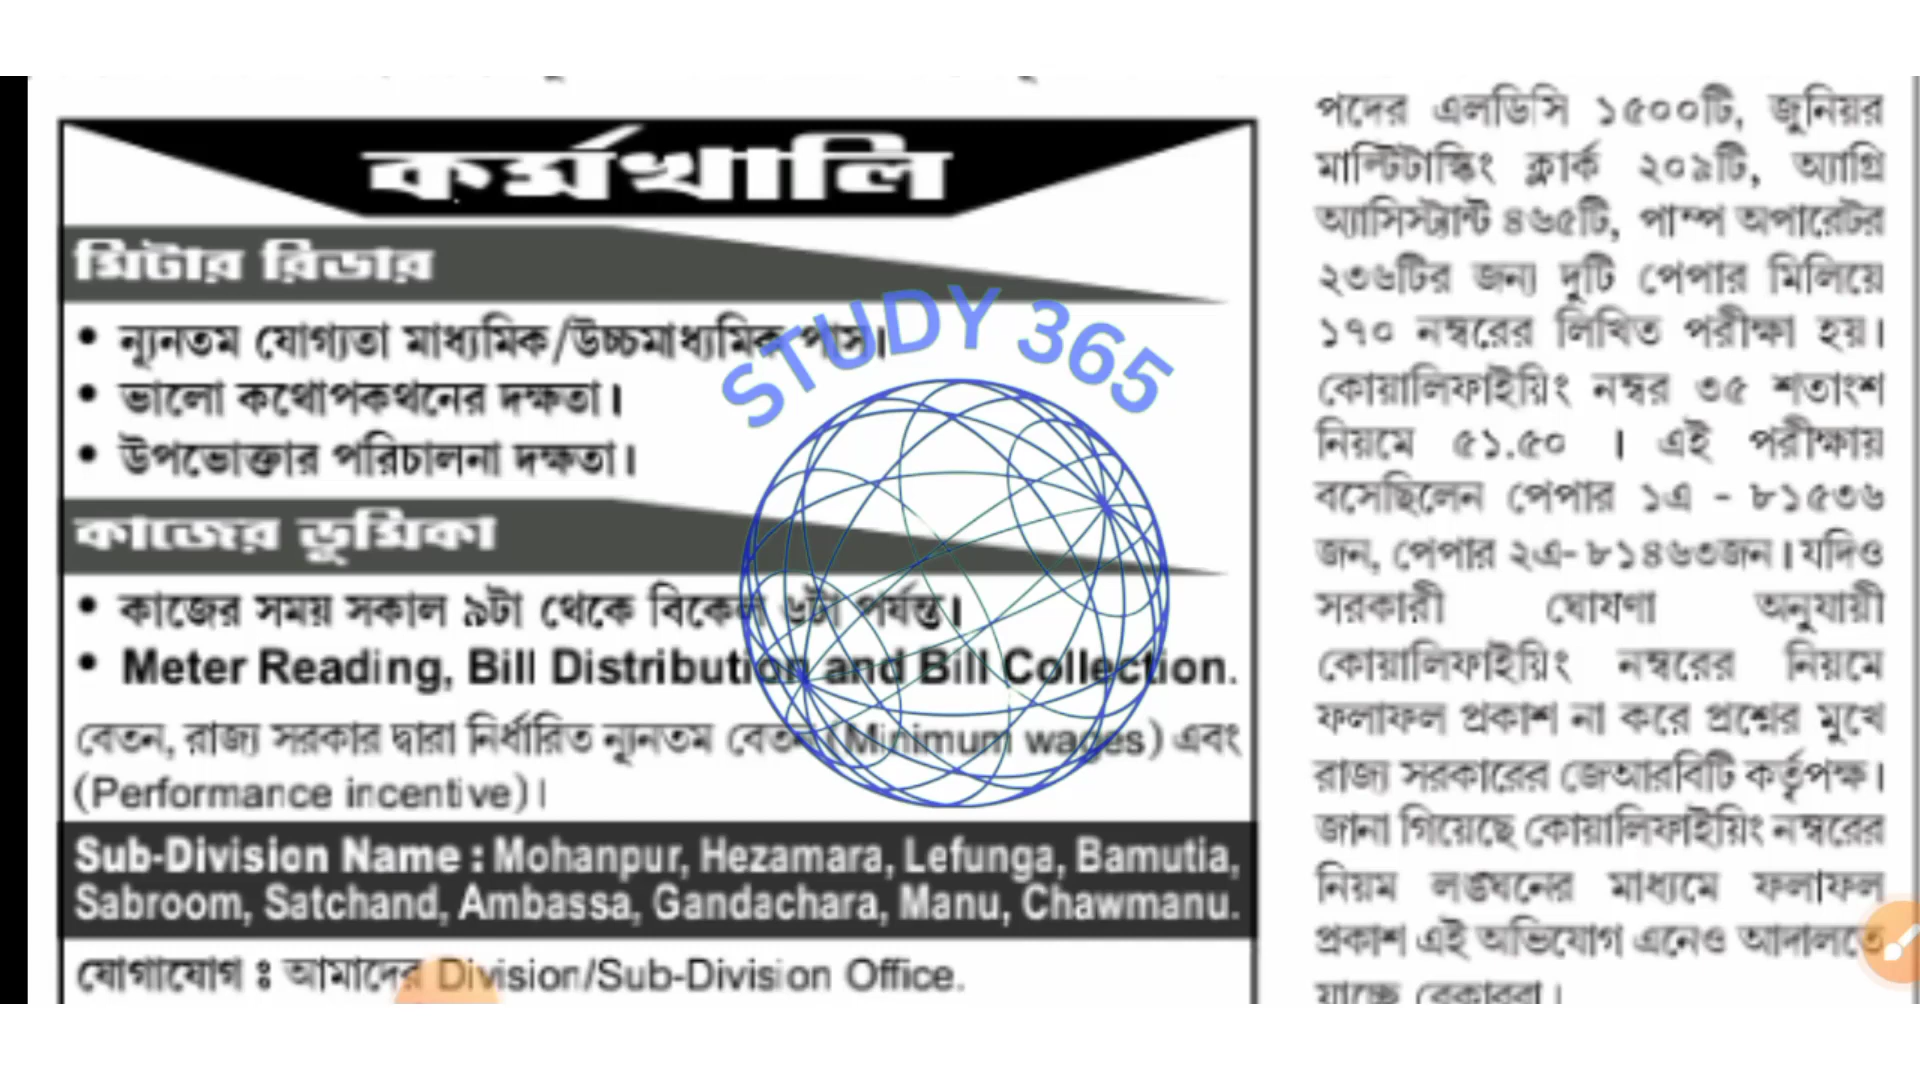 কর্মখালি
মিটার রিডার
• ন্যূনতম যোগ্যতা মাধ্যমিক/উচ্চমাধ্যমিক পাস।
• ভালো কথোপকথনের দক্ষতা।
• উপভোক্তার পরিচালনা দক্ষতা।
কাজের ভূমিকা
• কাজের সময় সকাল ৯টা থেকে বিকেল ৬টা পর্যন্ত।
• Meter Reading, Bill Distribution and Bill Collection.
বেতন, রাজ্য সরকার দ্বারা নির্ধারিত ন্যূনতম বেতন (Minimum wages) এবং
(Performance incentive)।
Sub-Division Name : Mohanpur, Hezamara, Lefunga, Bamutia,
Sabroom, Satchand, Ambassa, Gandachara, Manu, Chawmanu.
যোগাযোগ ঃ আমাদের Division/Sub-Division Office.
STUDY 365
পদের এলডিসি ১৫০০টি, জুনিয়র
মাল্টিটাস্কিং ক্লার্ক ২০৯টি, অ্যাগ্রি
অ্যাসিস্ট্যান্ট ৪৬৫টি, পাম্প অপারেটর
২৩৬টির জন্য দুটি পেপার মিলিয়ে
১৭০ নম্বরের লিখিত পরীক্ষা হয়।
কোয়ালিফাইয়িং নম্বর ৩৫ শতাংশ
নিয়মে ৫১.৫০ । এই পরীক্ষায়
বসেছিলেন পেপার ১এ - ৮১৫৩৬
জন, পেপার ২এ- ৮১৪৬৩জন। যদিও
সরকারী ঘোষণা অনুযায়ী
কোয়ালিফাইয়িং নম্বরের নিয়মে
ফলাফল প্রকাশ না করে প্রশ্নের মুখে
রাজ্য সরকারের জেআরবিটি কর্তৃপক্ষ।
জানা গিয়েছে কোয়ালিফাইয়িং নম্বরের
নিয়ম লঙ্ঘনের মাধ্যমে ফলাফল
প্রকাশ এই অভিযোগ এনেও আদালতে
যাচ্ছে বেকাররা।